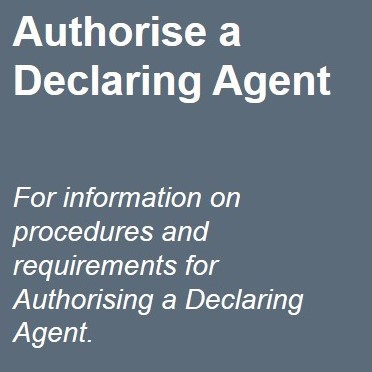 Authorise a
Declaring Agent
For information on
procedures and
requirements for
Authorising a Declaring
Agent.